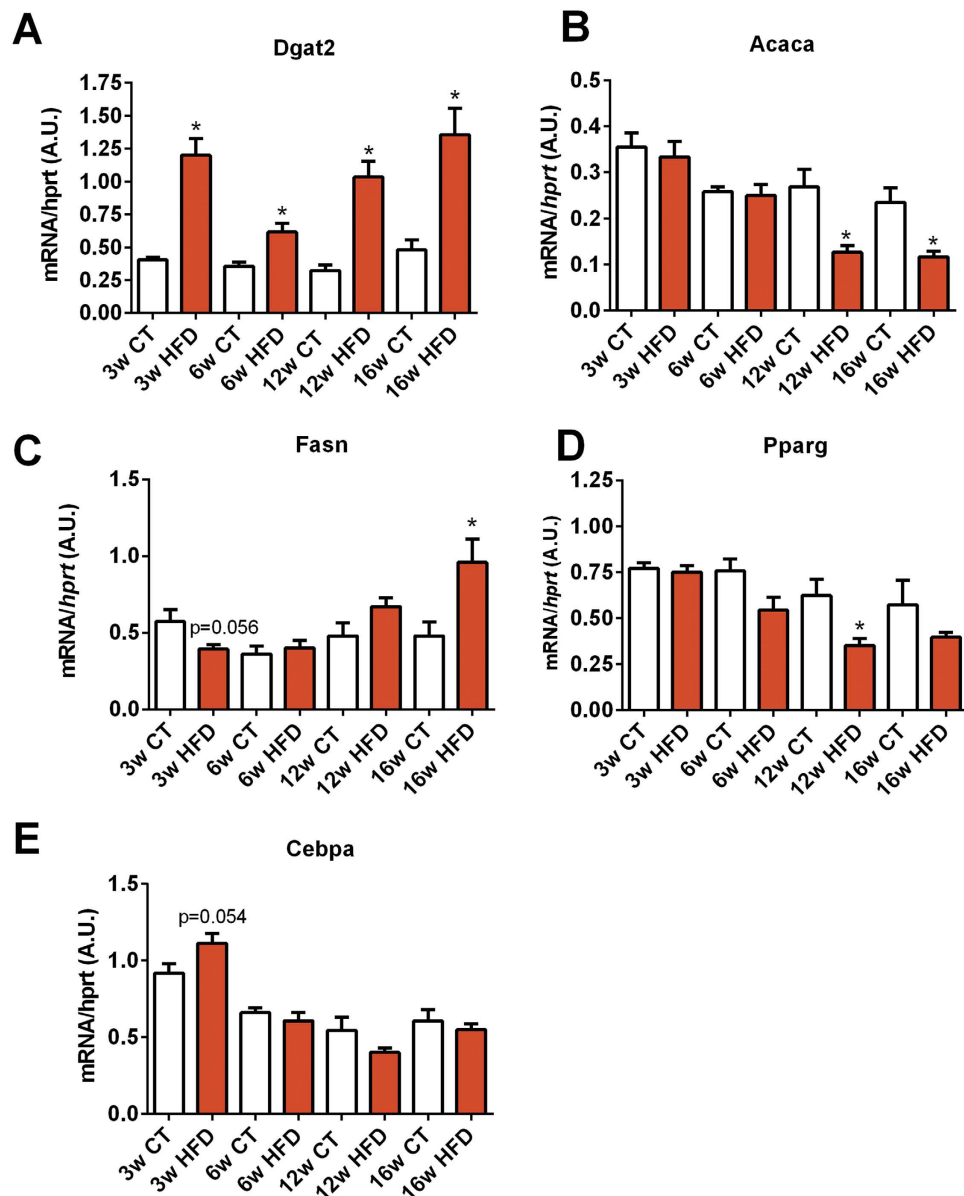 A
Dgat2
mRNA/hprt (A.U.)
1.75
1.50
1.25
1.00
0.75
0.50
0.25
0.00
*
*
*
*
3w CT
3w HFD
6w CT
6w HFD
12w CT
12w HFD
16w CT
16w HFD
B
Acaca
mRNA/hprt (A.U.)
0.5
0.4
0.3
0.2
0.1
0.0
*
*
3w CT
3w HFD
6w CT
6w HFD
12w CT
12w HFD
16w CT
16w HFD
C
Fasn
mRNA/hprt (A.U.)
1.5
1.0
0.5
0.0
p=0.056
*
3w CT
3w HFD
6w CT
6w HFD
12w CT
12w HFD
16w CT
16w HFD
D
Pparg
mRNA/hprt (A.U.)
1.25
1.00
0.75
0.50
0.25
0.00
*
3w CT
3w HFD
6w CT
6w HFD
12w CT
12w HFD
16w CT
16w HFD
E
Cebpa
mRNA/hprt (A.U.)
1.5
1.0
0.5
0.0
p=0.054
3w CT
3w HFD
6w CT
6w HFD
12w CT
12w HFD
16w CT
16w HFD